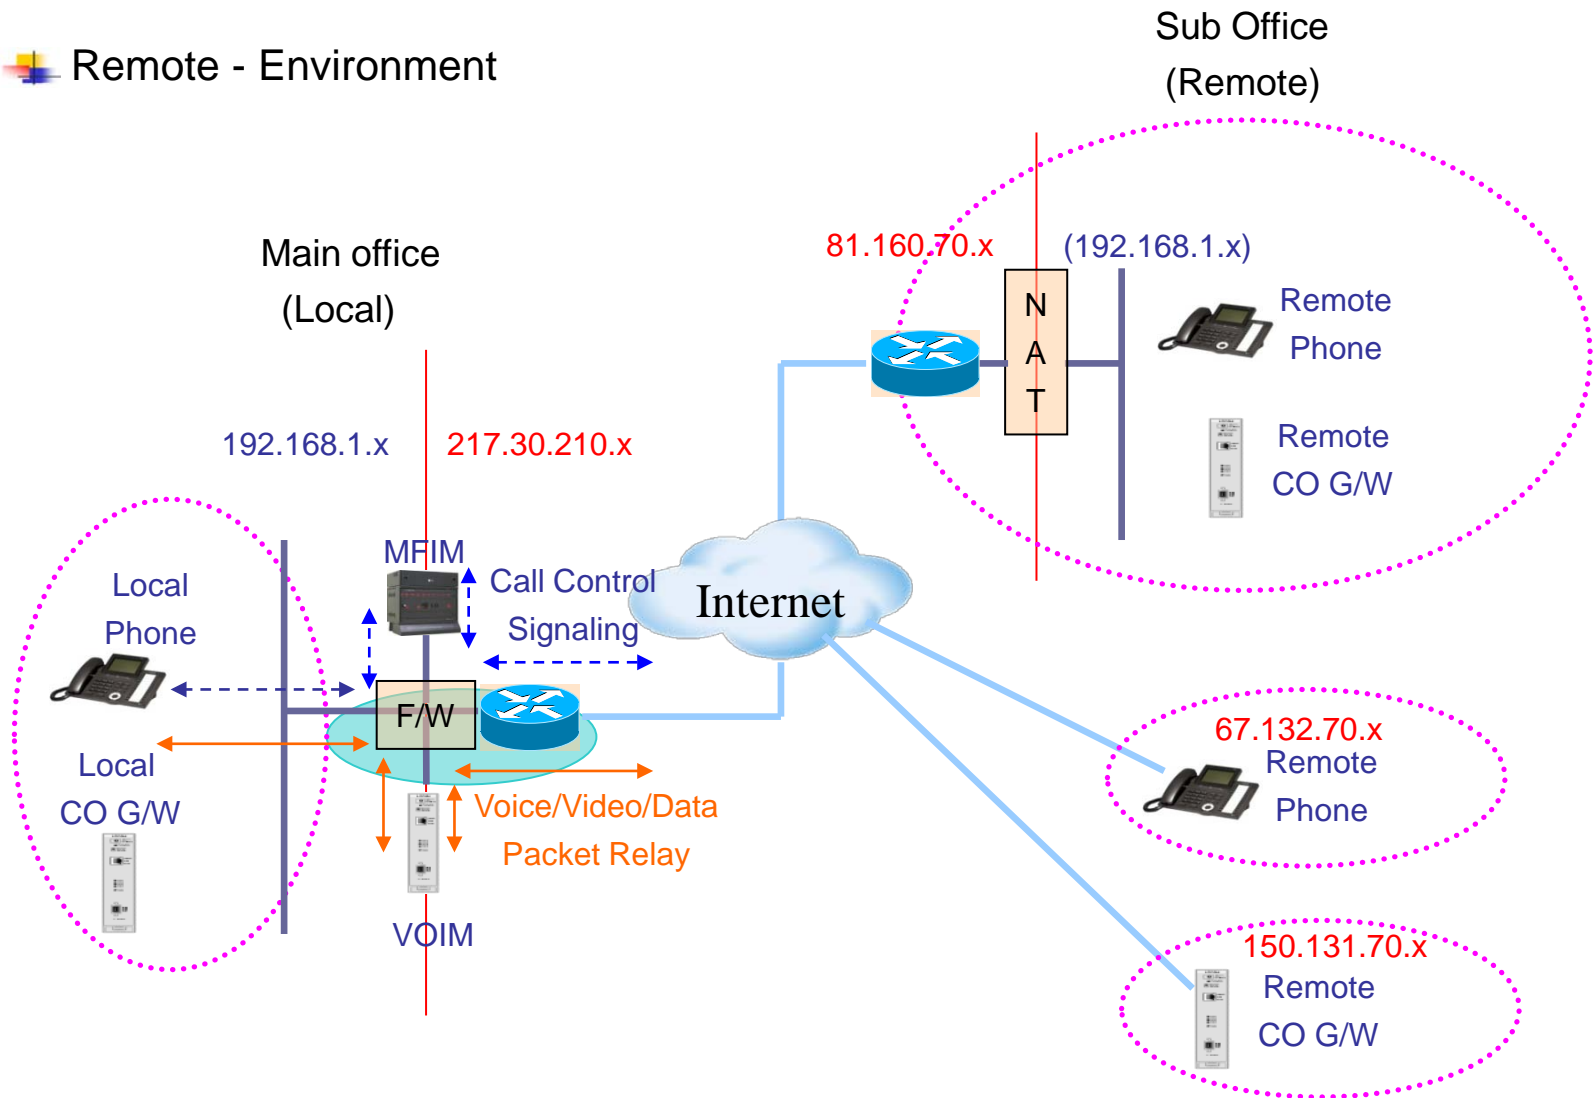 Remote - Environment
Sub Office
(Remote)
Main office
(Local)
81.160.70.x
(192.168.1.x)
N
A
T
Remote
Phone
Remote
CO G/W
192.168.1.x
217.30.210.x
MFIM
Call Control
Signaling
Internet
Local
Phone
F/W
Local
CO G/W
Voice/Video/Data
Packet Relay
VOIM
67.132.70.x
Remote
Phone
150.131.70.x
Remote
CO G/W